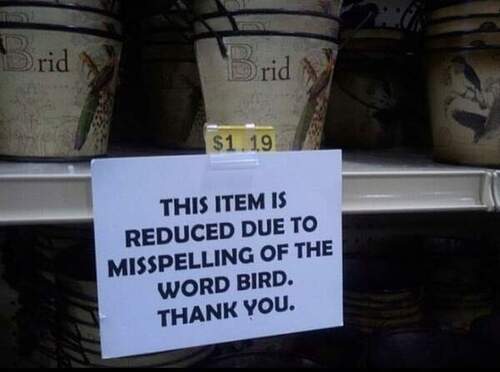 Brid
Brid
$1.19
THIS ITEM IS
REDUCED DUE TO
MISSPELLING OF THE
WORD BIRD.
THANK YOU.